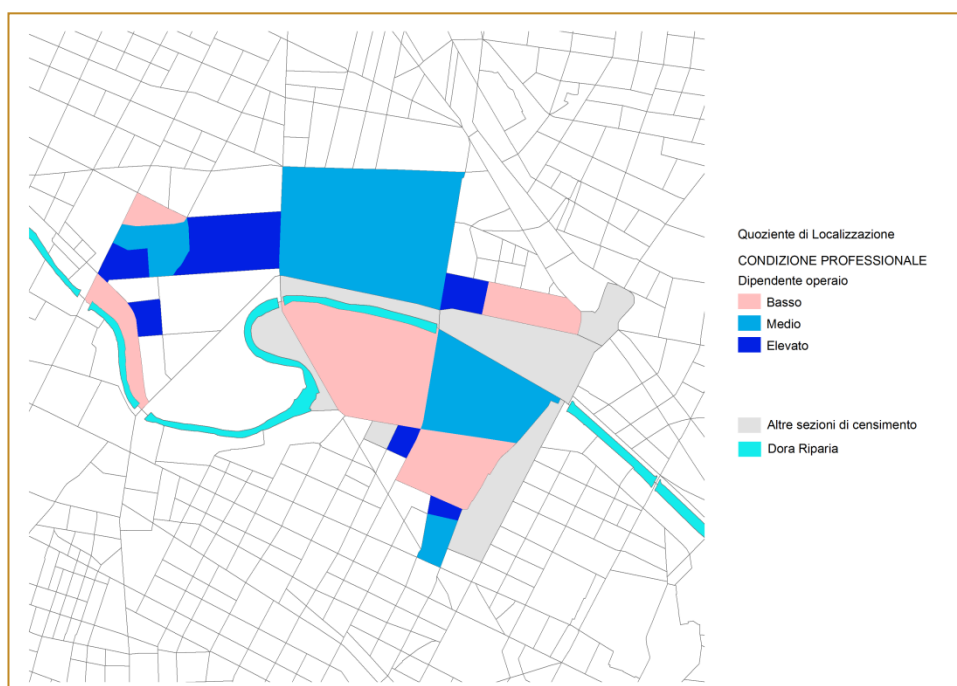 Quoziente di Localizzazione
CONDIZIONE PROFESSIONALE
Dipendente operaio
Basso
Medio
Elevato
Altre sezioni di censimento
Dora Riparia